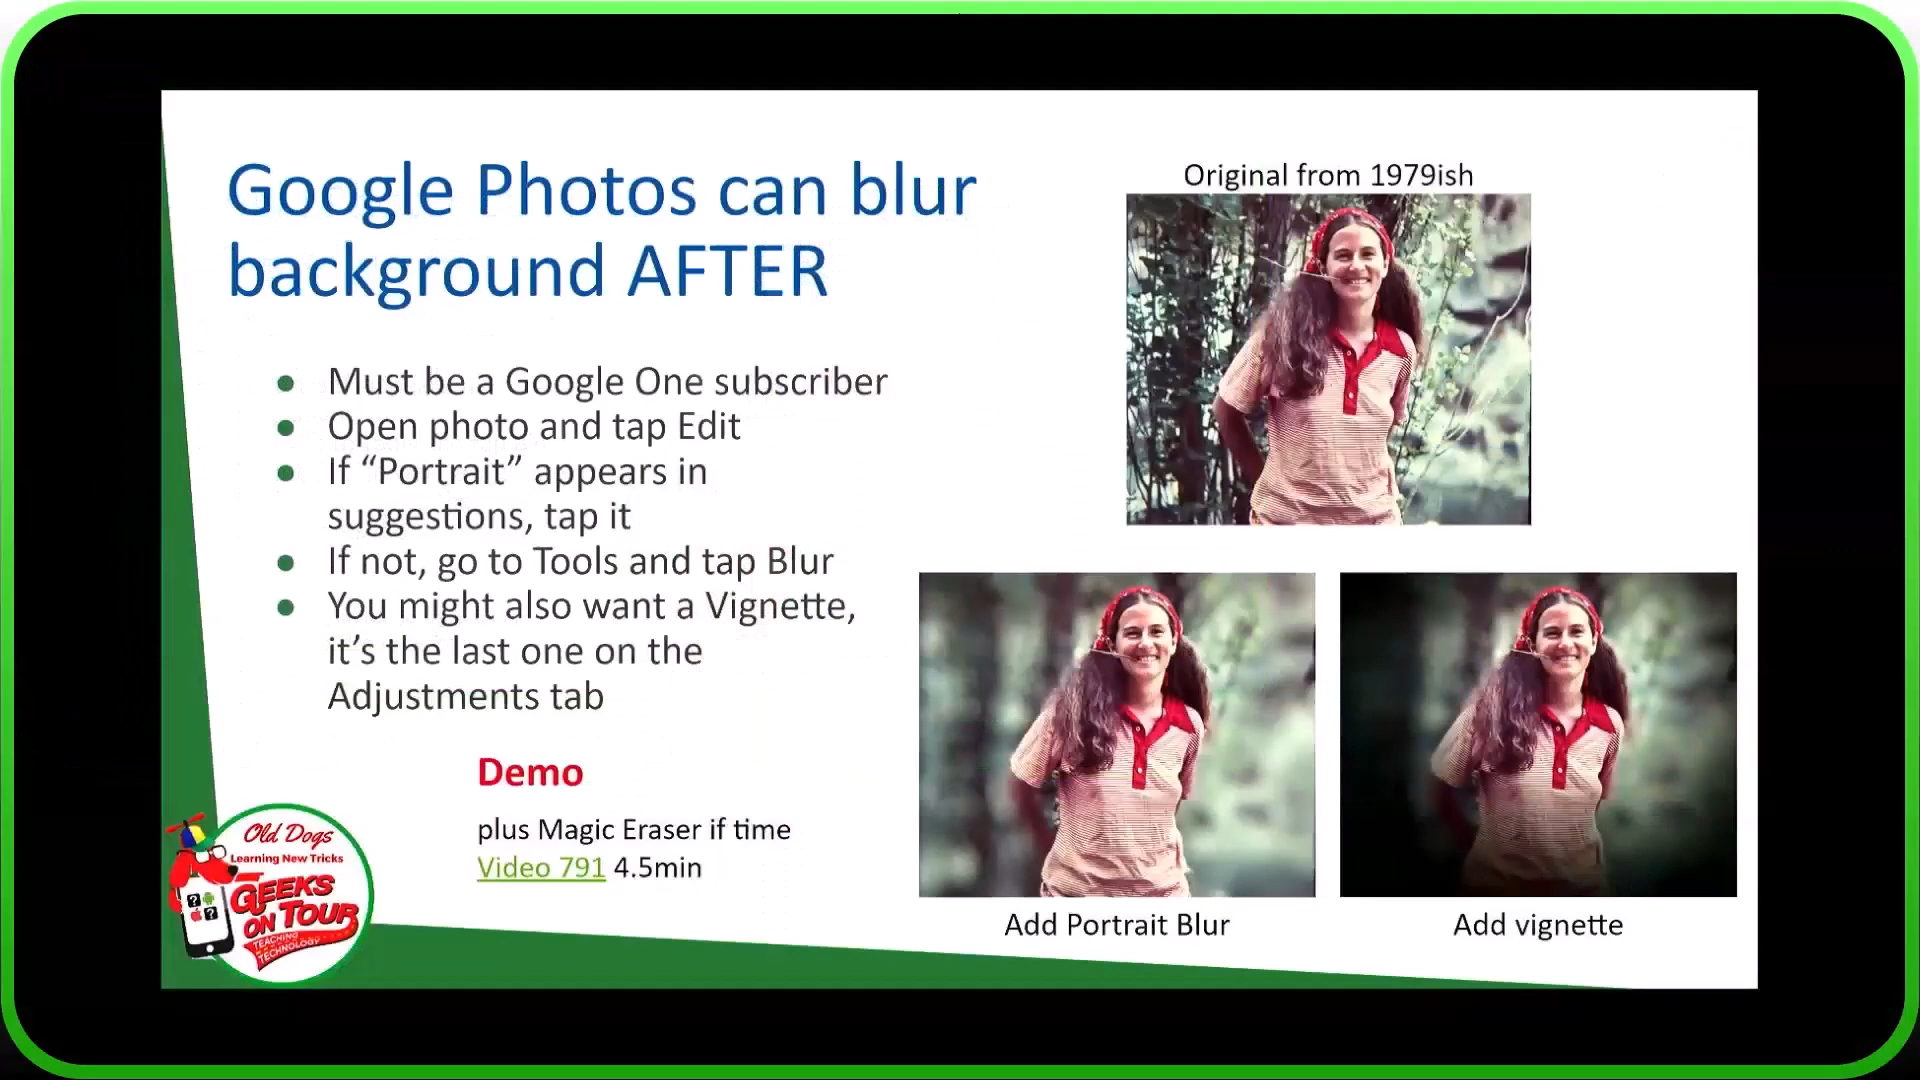 Google Photos can blur
background AFTER
● Must be a Google One subscriber
● Open photo and tap Edit
● If “Portrait” appears in
suggestions, tap it
● If not, go to Tools and tap Blur
● You might also want a Vignette,
it’s the last one on the
Adjustments tab
Demo
plus Magic Eraser if time
Video 791 4.5min
Original from 1979ish
Add Portrait Blur
Add vignette
Old Dogs
Learning New Tricks
GEEKS
ON TOUR
TEACHING
TECHNOLOGY